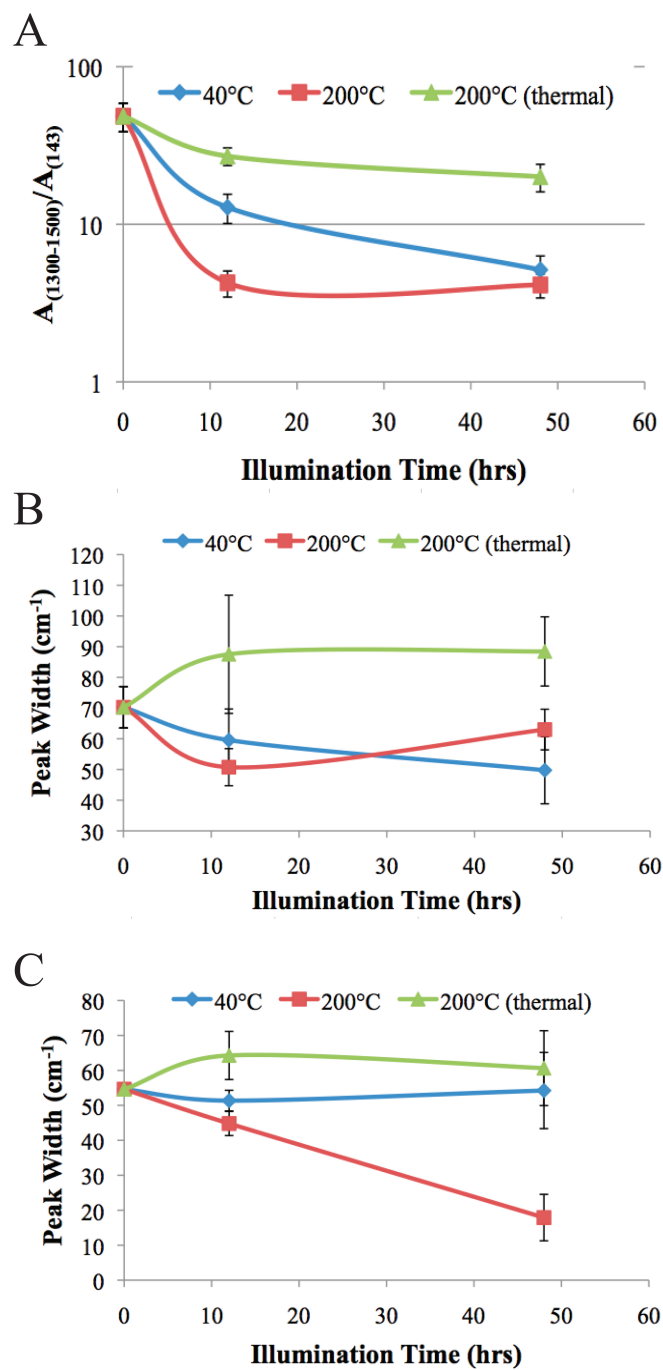 A
100
10
1
40°C 200°C 200°C (thermal)
A(1300-1500)/A(143)
0 10 20 30 40 50 60
Illumination Time (hrs)
B
40°C 200°C 200°C (thermal)
120
110
100
90
80
70
60
50
40
30
Peak Width (cm⁻¹)
0 10 20 30 40 50 60
Illumination Time (hrs)
C
40°C 200°C 200°C (thermal)
80
70
60
50
40
30
20
10
0
Peak Width (cm⁻¹)
0 10 20 30 40 50 60
Illumination Time (hrs)